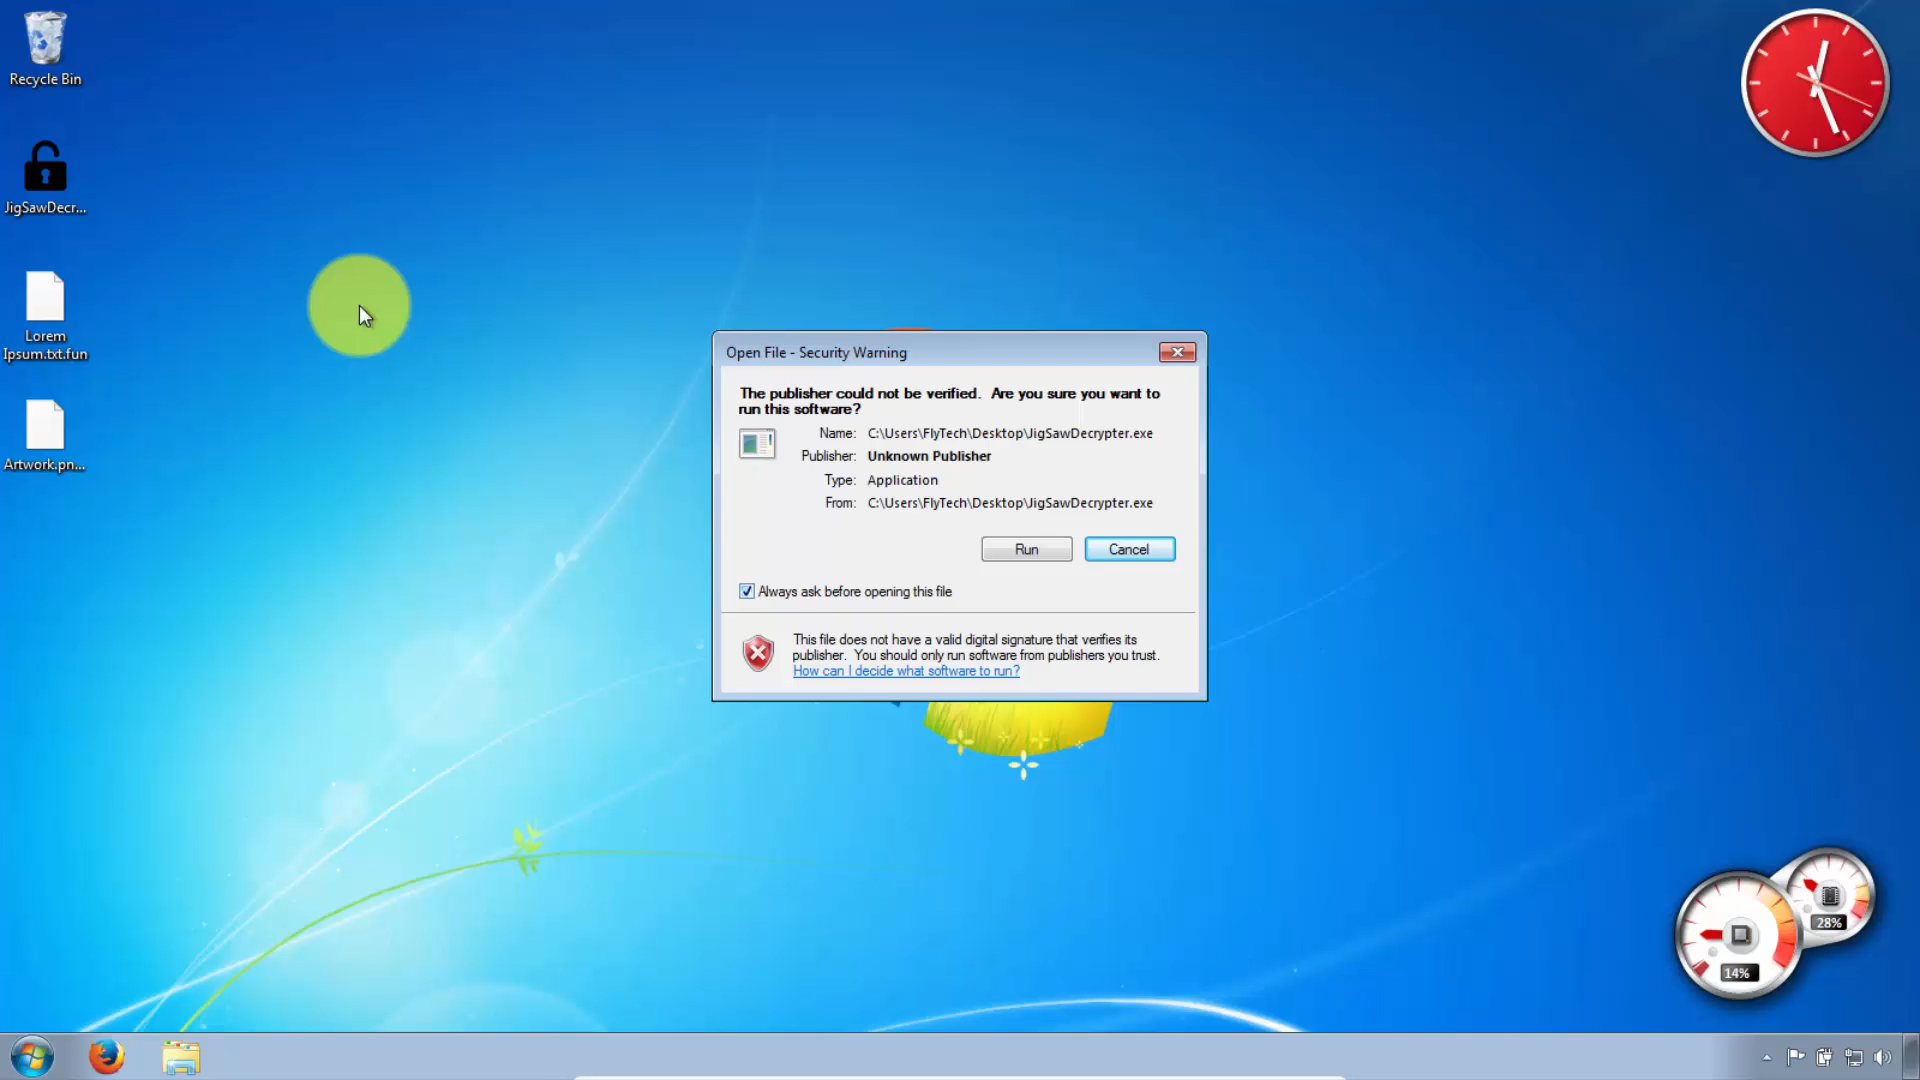 Recycle Bin
JigSawDecr...
Lorem
Ipsum.txt.fun
Artwork.pn...
Open File - Security Warning
The publisher could not be verified.  Are you sure you want to
run this software?
Name: C:\Users\FlyTech\Desktop\JigSawDecrypter.exe
Publisher: Unknown Publisher
Type: Application
From: C:\Users\FlyTech\Desktop\JigSawDecrypter.exe
Run Cancel
Always ask before opening this file
This file does not have a valid digital signature that verifies its
publisher.  You should only run software from publishers you trust.
How can I decide what software to run?
28%
14%